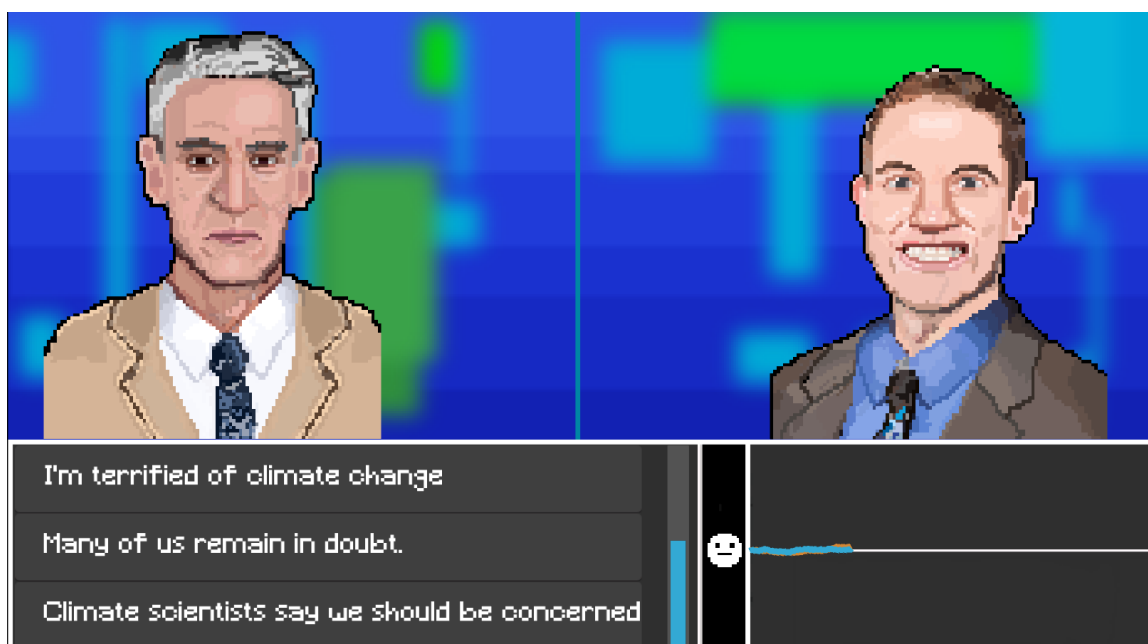 I'm terrified of climate change
Many of us remain in doubt.
Climate scientists say we should be concerned